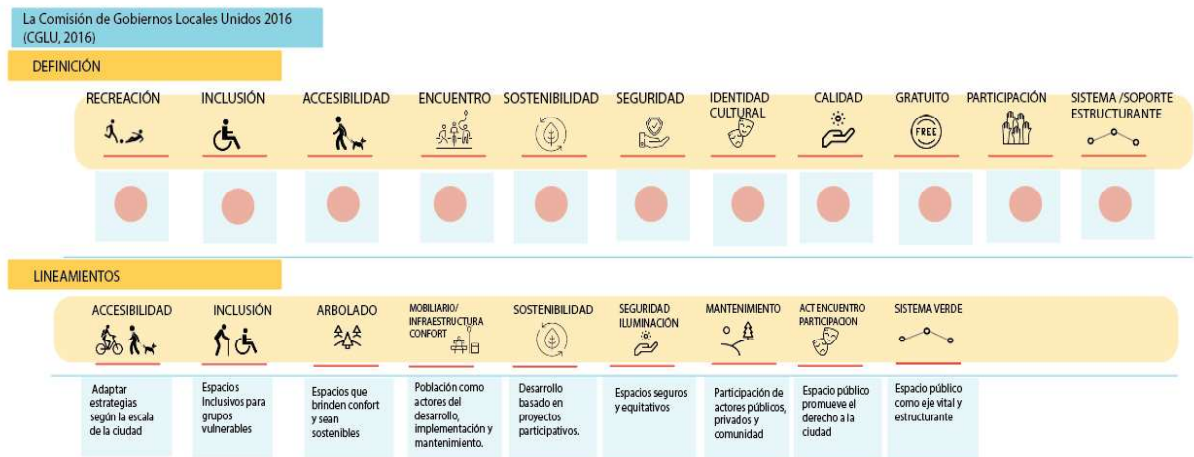 La Comisión de Gobiernos Locales Unidos 2016
(CGLU, 2016)
DEFINICIÓN
RECREACIÓN
INCLUSIÓN
ACCESIBILIDAD
ENCUENTRO
SOSTENIBILIDAD
SEGURIDAD
IDENTIDAD
CULTURAL
CALIDAD
GRATUITO
FREE
PARTICIPACIÓN
SISTEMA /SOPORTE
ESTRUCTURANTE
LINEAMIENTOS
ACCESIBILIDAD
INCLUSIÓN
ARBOLADO
MOBILIARIO/
INFRAESTRUCTURA
CONFORT
SOSTENIBILIDAD
SEGURIDAD
ILUMINACIÓN
MANTENIMIENTO
ACT ENCUENTRO
PARTICIPACION
SISTEMA VERDE
Adaptar
estrategias
según la escala
de la ciudad
Espacios
Inclusivos para
grupos
vulnerables
Espacios que
brinden confort
y sean
sostenibles
Población como
actores del
desarrollo,
implementación y
mantenimiento.
Desarrollo
basado en
proyectos
participativos.
Espacios seguros
y equitativos
Participación de
actores públicos,
privados y
comunidad
Espacio público
promueve el
derecho a la
ciudad
Espacio público
como eje vital y
estructurante